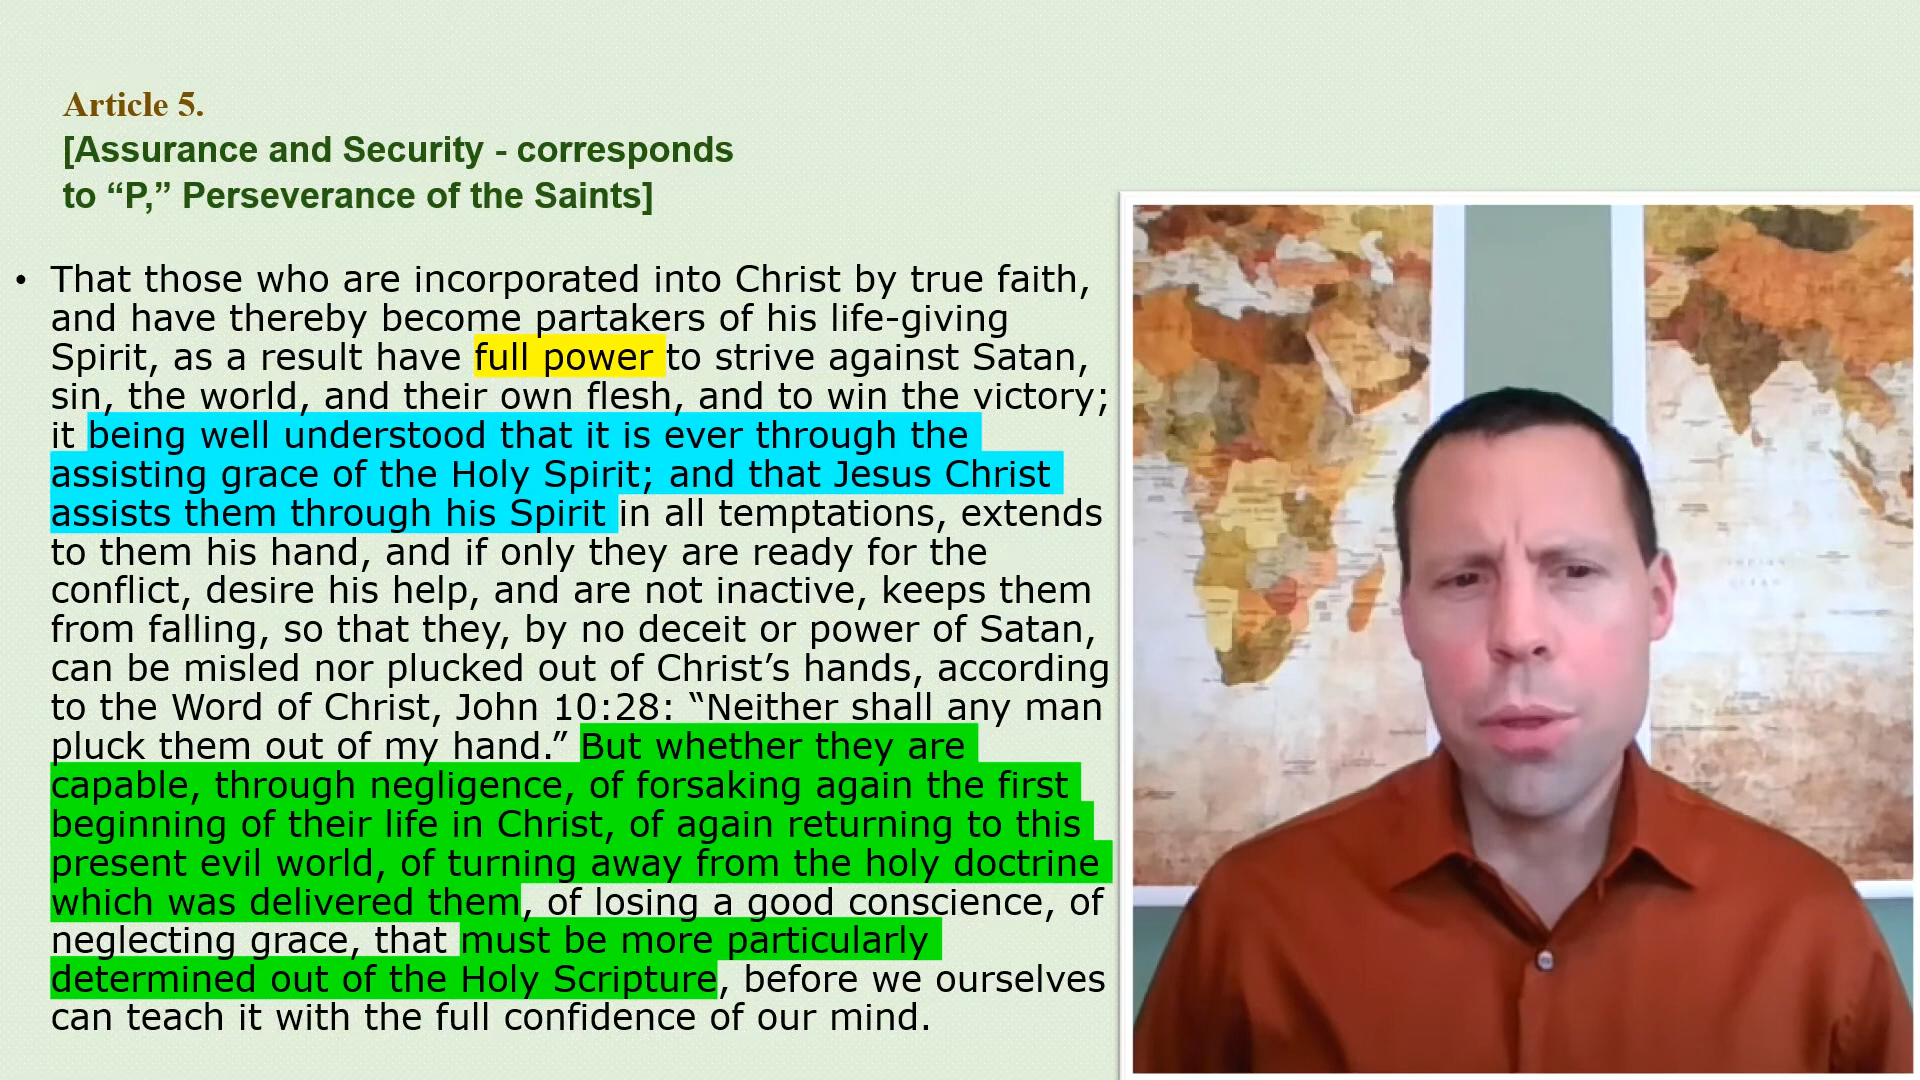 Article 5.
[Assurance and Security - corresponds
to “P,” Perseverance of the Saints]
• That those who are incorporated into Christ by true faith,
and have thereby become partakers of his life-giving
Spirit, as a result have full power to strive against Satan,
sin, the world, and their own flesh, and to win the victory;
it being well understood that it is ever through the
assisting grace of the Holy Spirit; and that Jesus Christ
assists them through his Spirit in all temptations, extends
to them his hand, and if only they are ready for the
conflict, desire his help, and are not inactive, keeps them
from falling, so that they, by no deceit or power of Satan,
can be misled nor plucked out of Christ’s hands, according
to the Word of Christ, John 10:28: “Neither shall any man
pluck them out of my hand.” But whether they are
capable, through negligence, of forsaking again the first
beginning of their life in Christ, of again returning to this
present evil world, of turning away from the holy doctrine
which was delivered them, of losing a good conscience, of
neglecting grace, that must be more particularly
determined out of the Holy Scripture, before we ourselves
can teach it with the full confidence of our mind.